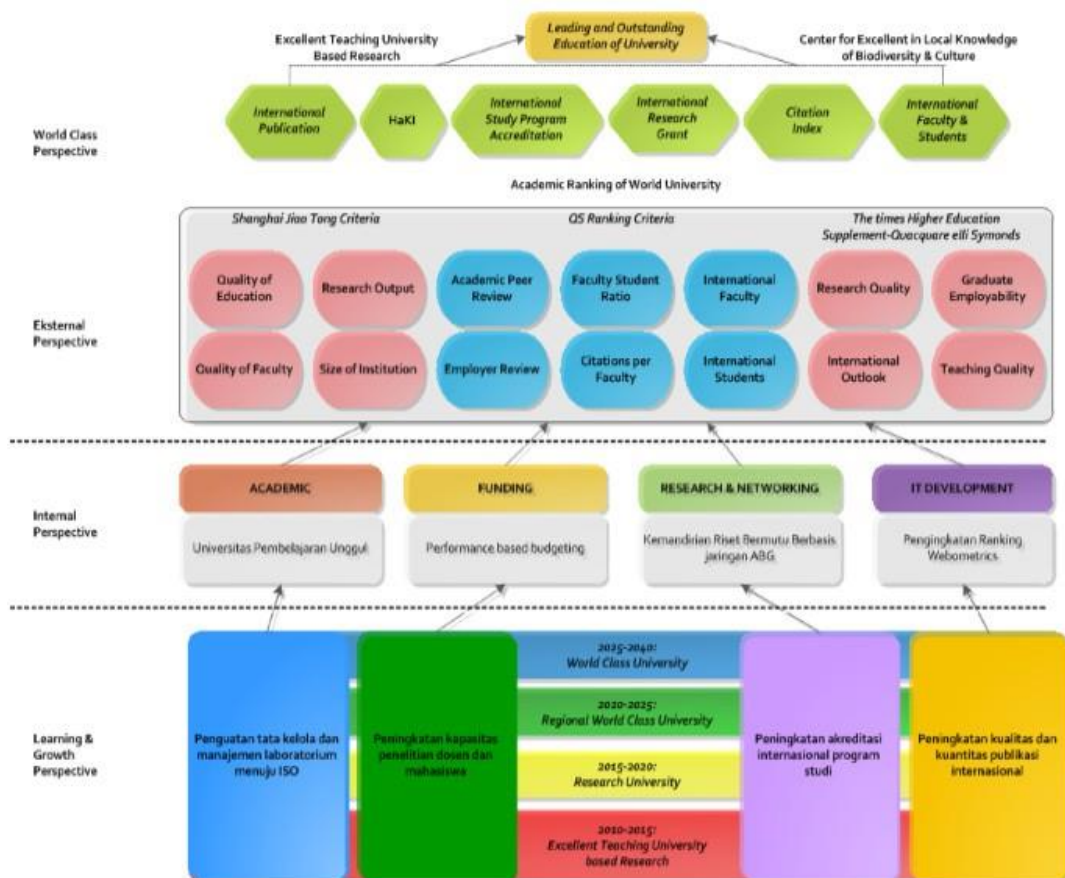 Leading and Outstanding
Education of University
Excellent Teaching University
Based Research
Center for Excellent in Local Knowledge
of Biodiversity & Culture
World Class
Perspective
International
Publication
HaKI
International
Study Program
Accreditation
International
Research
Grant
Citation
Index
International
Faculty &
Students
Academic Ranking of World University
Eksternal
Perspective
Shanghai Jiao Tong Criteria
QS Ranking Criteria
The times Higher Education
Supplement-Quacquare elli Symonds
Quality of
Education
Research Output
Academic Peer
Review
Faculty Student
Ratio
International
Faculty
Research Quality
Graduate
Employability
Quality of Faculty
Size of Institution
Employer Review
Citations per
Faculty
International
Students
International
Outlook
Teaching Quality
Internal
Perspective
ACADEMIC
FUNDING
RESEARCH & NETWORKING
IT DEVELOPMENT
Universitas Pembelajaran Unggul
Performance based budgeting
Kemandirian Riset Bermutu Berbasis
jaringan ABG
Pengingkatan Ranking
Webometrics
Learning &
Growth
Perspective
Penguatan tata kelola dan
manajemen laboratorium
menuju ISO
Peningkatan kapasitas
penelitian dosen dan
mahasiswa
2025-2040:
World Class University
2020-2025:
Regional World Class University
2015-2020:
Research University
2010-2015:
Excellent Teaching University
based Research
Peningkatan akreditasi
internasional program
studi
Peningkatan kualitas dan
kuantitas publikasi
internasional